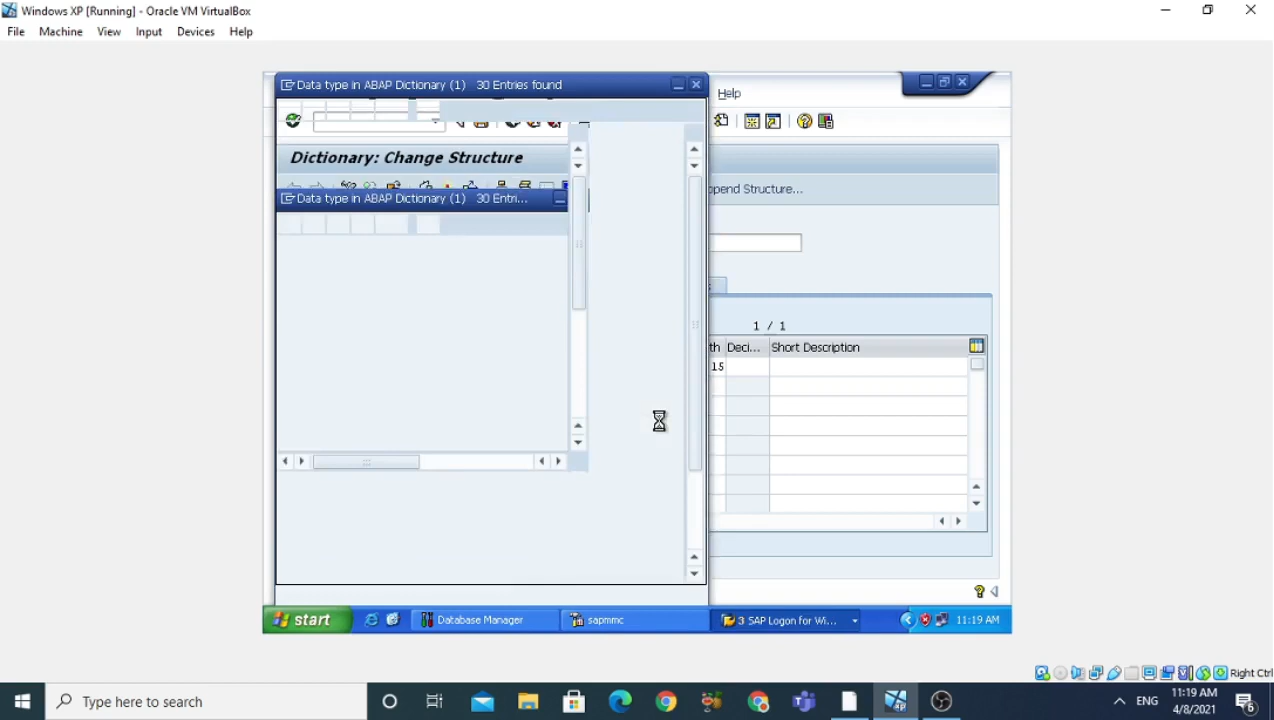 Windows XP [Running] - Oracle VM VirtualBox
File Machine View Input Devices Help
Data type in ABAP Dictionary (1) 30 Entries found
Help
Dictionary: Change Structure
pend Structure...
Data type in ABAP Dictionary (1) 30 Entri...
1 / 1
th Deci... Short Description
15
start Database Manager sapmmc 3 SAP Logon for Wi... 11:19 AM
Right Ctrl
Type here to search ENG 11:19 AM
4/8/2021 6